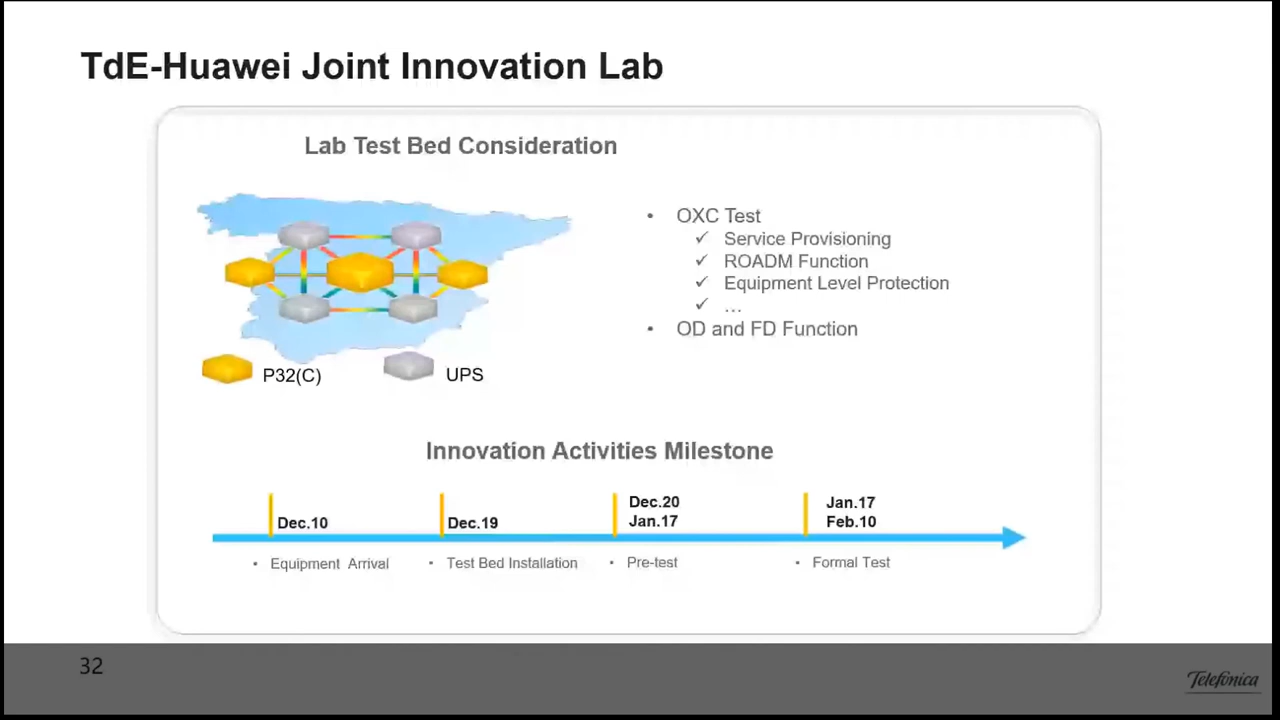 TdE-Huawei Joint Innovation Lab
Lab Test Bed Consideration
• OXC Test
✓ Service Provisioning
✓ ROADM Function
✓ Equipment Level Protection
✓ ...
• OD and FD Function
P32(C)
UPS
Innovation Activities Milestone
Dec.10
Dec.19
Dec.20
Jan.17
Jan.17
Feb.10
• Equipment Arrival
• Test Bed Installation
• Pre-test
• Formal Test
32
Telefónica